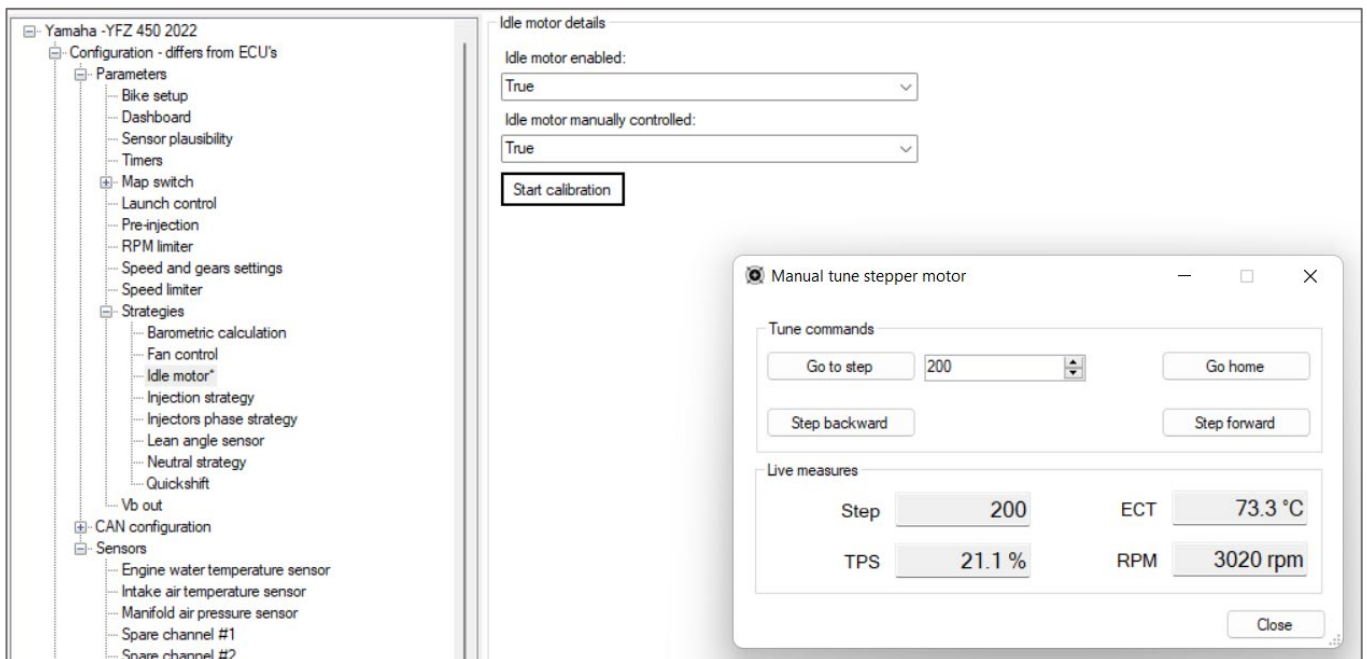 Yamaha -YFZ 450 2022
Configuration - differs from ECU's
Parameters
Bike setup
Dashboard
Sensor plausibility
Timers
Map switch
Launch control
Pre-injection
RPM limiter
Speed and gears settings
Speed limiter
Strategies
Barometric calculation
Fan control
Idle motor*
Injection strategy
Injectors phase strategy
Lean angle sensor
Neutral strategy
Quickshift
Vb out
CAN configuration
Sensors
Engine water temperature sensor
Intake air temperature sensor
Manifold air pressure sensor
Spare channel #1
Spare channel #2
Idle motor details
Idle motor enabled:
True
Idle motor manually controlled:
True
Start calibration
Manual tune stepper motor
Tune commands
Go to step 200 Go home
Step backward Step forward
Live measures
Step 200 ECT 73.3 °C
TPS 21.1 % RPM 3020 rpm
Close